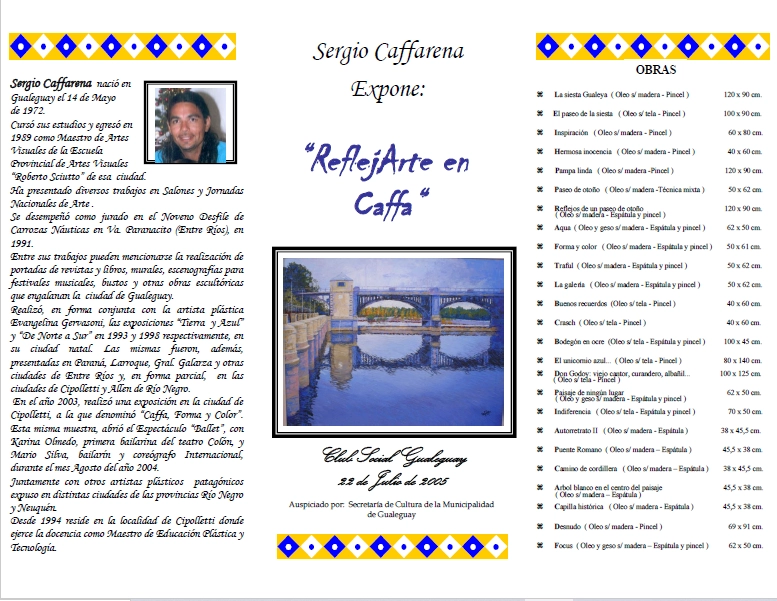 Sergio Caffarena nació en
Gualeguay el 14 de Mayo
de 1972.
Cursó sus estudios y egresó en
1989 como Maestro de Artes
Visuales de la Escuela
Provincial de Artes Visuales
“Roberto Sciutto” de esa ciudad.
Ha presentado diversos trabajos en Salones y Jornadas
Nacionales de Arte .
Se desempeñó como jurado en el Noveno Desfile de
Carrozas Náuticas en Va. Paranacito (Entre Ríos), en
1991.
Entre sus trabajos pueden mencionarse la realización de
portadas de revistas y libros, murales, escenografías para
festivales musicales, bustos y otras obras escultóricas
que engalanan la ciudad de Gualeguay.
Realizó, en forma conjunta con la artista plástica
Evangelina Gervasoni, las exposiciones “Tierra y Azul”
y “De Norte a Sur” en 1993 y 1998 respectivamente, en
su ciudad natal. Las mismas fueron, además,
presentadas en Paraná, Larroque, Gral. Galarza y otras
ciudades de Entre Ríos y, en forma parcial, en las
ciudades de Cipolletti y Allen de Río Negro.
En el año 2003, realizó una exposición en la ciudad de
Cipolletti, a la que denominó “Caffa, Forma y Color”.
Esta misma muestra, abrió el Espectáculo “Ballet”, con
Karina Olmedo, primera bailarina del teatro Colón, y
Mario Silva, bailarín y coreógrafo Internacional,
durante el mes Agosto del año 2004.
Juntamente con otros artistas plásticos patagónicos
expuso en distintas ciudades de las provincias Río Negro
y Neuquén.
Desde 1994 reside en la localidad de Cipolletti donde
ejerce la docencia como Maestro de Educación Plástica y
Tecnología.
Sergio Caffarena
Expone:
“ReflejArte en
Caffa“
Club Social Gualeguay
22 de Julio de 2005
Auspiciado por: Secretaría de Cultura de la Municipalidad
de Gualeguay
OBRAS
⌘ La siesta Gualeya ( Oleo s/ madera - Pincel ) 120 x 90 cm.
⌘ El paseo de la siesta ( Oleo s/ tela - Pincel ) 100 x 90 cm.
⌘ Inspiración ( Oleo s/ madera - Pincel ) 60 x 80 cm.
⌘ Hermosa inocencia ( Oleo s/ madera - Pincel ) 40 x 60 cm.
⌘ Pampa linda ( Oleo s/ madera -Pincel ) 120 x 90 cm.
⌘ Paseo de otoño ( Oleo s/ madera -Técnica mixta ) 50 x 62 cm.
⌘ Reflejos de un paseo de otoño 120 x 90 cm.
( Oleo s/ madera - Espátula y pincel )
⌘ Aqua ( Oleo y geso s/ madera - Espátula y pincel ) 62 x 50 cm.
⌘ Forma y color ( Oleo s/ madera - Espátula y pincel ) 50 x 61 cm.
⌘ Traful ( Oleo s/ madera - Espátula y pincel ) 50 x 62 cm.
⌘ La galería ( Oleo s/ madera - Espátula y pincel ) 50 x 62 cm.
⌘ Buenos recuerdos (Oleo s/ tela - Pincel ) 40 x 60 cm.
⌘ Crasch ( Oleo s/ tela - Pincel ) 40 x 60 cm.
⌘ Bodegón en ocre ( Oleo s/ tela - Espátula y pincel ) 100 x 45 cm.
⌘ El unicornio azul... ( Oleo s/ tela - Pincel ) 80 x 140 cm.
⌘ Don Godoy: viejo cantor, curandero, albañil... 100 x 125 cm.
( Oleo s/ tela - Pincel )
⌘ Paisaje de ningún lugar 62 x 50 cm.
( Oleo y geso s/ madera - Espátula y pincel )
⌘ Indiferencia ( Oleo s/ tela - Espátula y pincel ) 70 x 50 cm.
⌘ Autorretrato II ( Oleo s/ madera - Espátula y pincel ) 38 x 45,5 cm.
⌘ Puente Romano ( Oleo s/ madera – Espátula y pincel ) 45,5 x 38 cm.
⌘ Camino de cordillera ( Oleo s/ madera – Espátula y pincel ) 38 x 45,5 cm.
⌘ Arbol blanco en el centro del paisaje 45,5 x 38 cm.
( Oleo s/ madera – Espátula y pincel )
⌘ Capilla histórica ( Oleo s/ madera - Espátula y pincel ) 45,5 x 38 cm.
⌘ Desnudo ( Oleo s/ madera - Pincel ) 69 x 91 cm.
⌘ Focus ( Oleo y geso s/ madera – Espátula y pincel ) 62 x 50 cm.